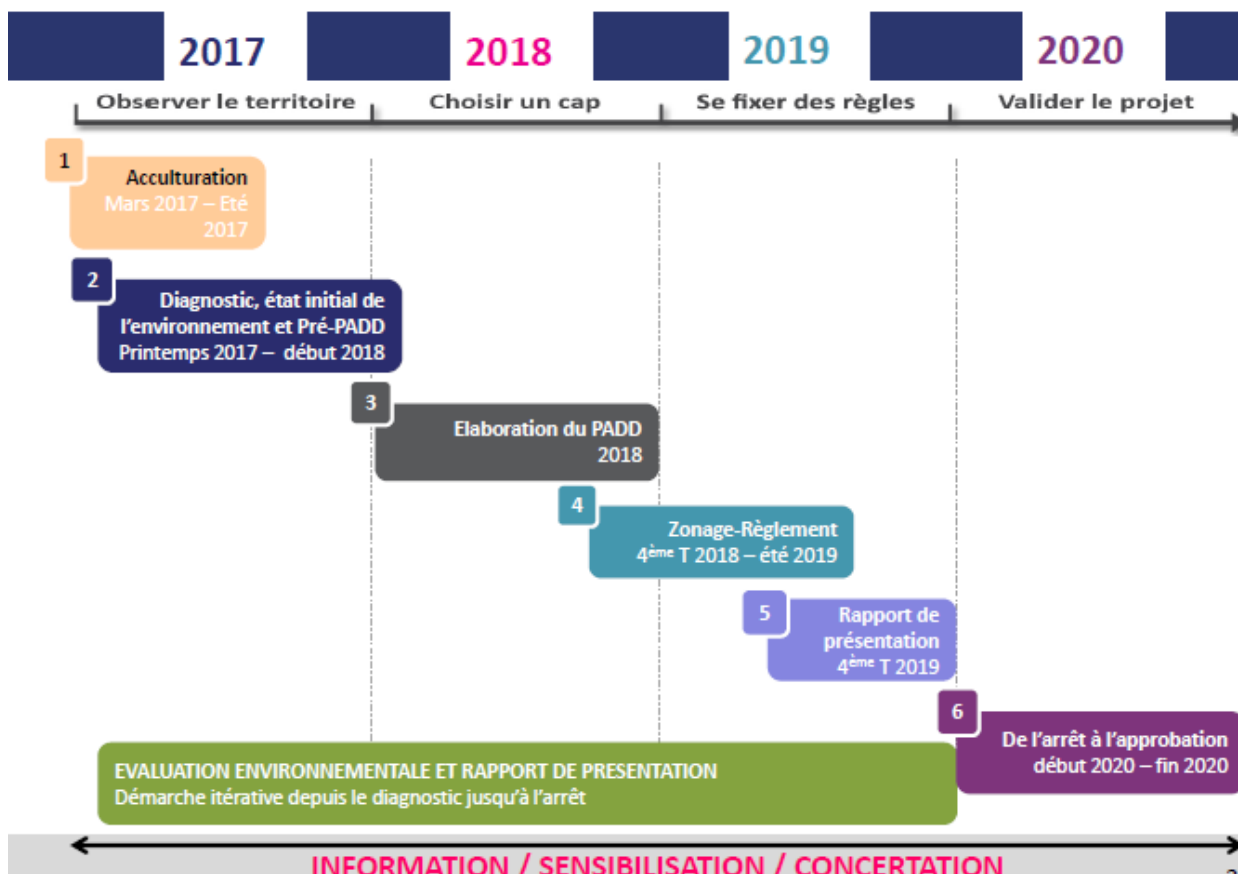 2017
2018
2019
2020
Observer le territoire
Choisir un cap
Se fixer des règles
Valider le projet
1
Acculturation
Mars 2017 – Eté
2017
2
Diagnostic, état initial de
l'environnement et Pré-PADD
Printemps 2017 – début 2018
3
Elaboration du PADD
2018
4
Zonage-Règlement
4ème T 2018 – été 2019
5
Rapport de
présentation
4ème T 2019
6
De l'arrêt à l'approbation
début 2020 – fin 2020
EVALUATION ENVIRONNEMENTALE ET RAPPORT DE PRESENTATION
Démarche itérative depuis le diagnostic jusqu'à l'arrêt
INFORMATION / SENSIBILISATION / CONCERTATION